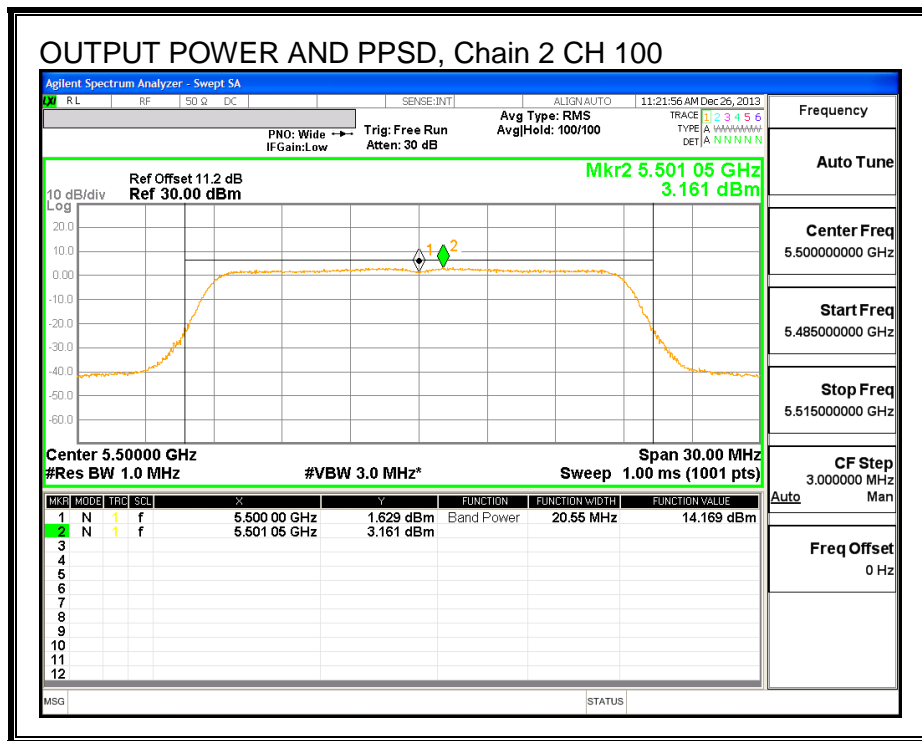 OUTPUT POWER AND PPSD, Chain 2 CH 100
Agilent Spectrum Analyzer - Swept SA
LXI RL RF 50 Ω DC SENSE:INT ALIGN AUTO 11:21:56 AM Dec 26, 2013
PNO: Wide IFGain:Low
Trig: Free Run Atten: 30 dB
Avg Type: RMS Avg|Hold: 100/100
TRACE 1 2 3 4 5 6
TYPE A WWWWW
DET A N N N N N
Ref Offset 11.2 dB
10 dB/div Ref 30.00 dBm
Log
Mkr2 5.501 05 GHz
3.161 dBm
20.0
10.0
0.00
-10.0
-20.0
-30.0
-40.0
-50.0
-60.0
1 2
Center 5.50000 GHz Span 30.00 MHz
#Res BW 1.0 MHz #VBW 3.0 MHz* Sweep 1.00 ms (1001 pts)
MKR MODE TRC SCL X Y FUNCTION FUNCTION WIDTH FUNCTION VALUE
1 N 1 f 5.500 00 GHz 1.629 dBm Band Power 20.55 MHz 14.169 dBm
2 N 1 f 5.501 05 GHz 3.161 dBm
3
4
5
6
7
8
9
10
11
12
MSG STATUS
Frequency
Auto Tune
Center Freq
5.500000000 GHz
Start Freq
5.485000000 GHz
Stop Freq
5.515000000 GHz
CF Step
3.000000 MHz
Auto Man
Freq Offset
0 Hz